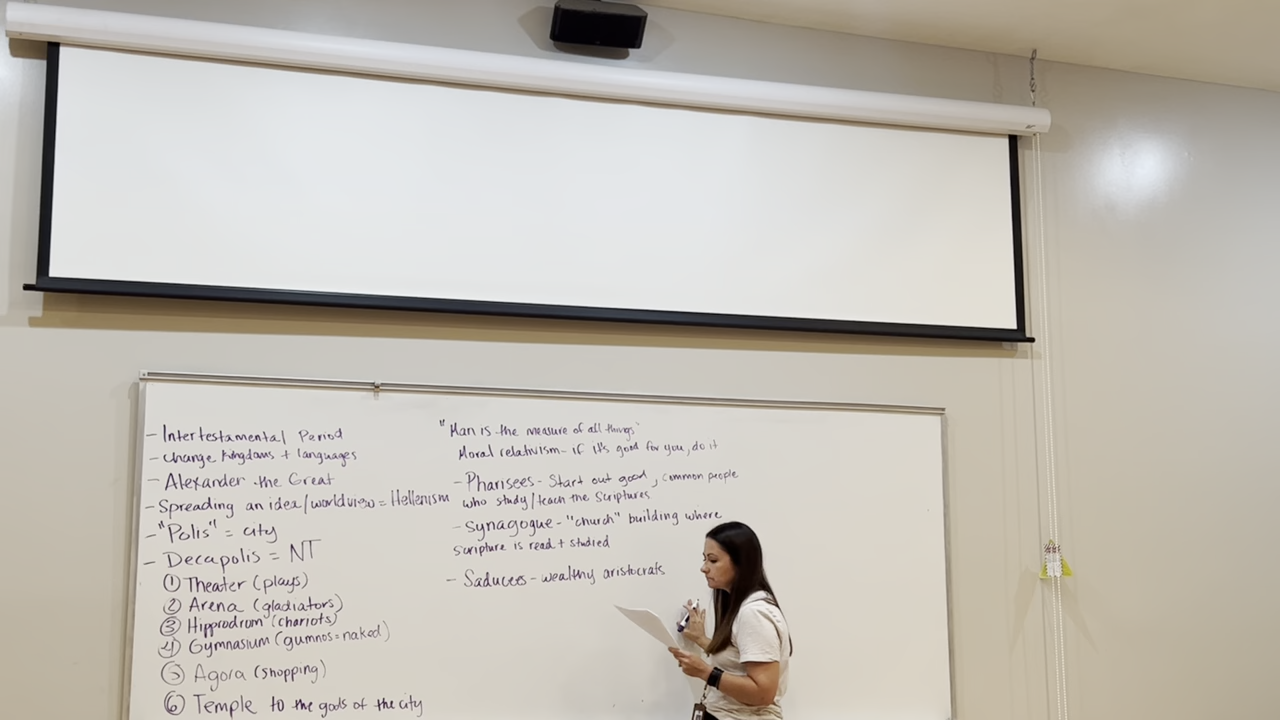 - Intertestamental Period
- Change Kingdoms + languages
- Alexander the Great
- Spreading an idea/worldview = Hellenism
- "Polis" = city
- Decapolis = NT
① Theater (plays)
② Arena (gladiators)
③ Hipprodrom (chariots)
④ Gymnasium (gumnos=naked)
⑤ Agora (shopping)
⑥ Temple to the gods of the city
"Man is the measure of all things"
Moral relativism- if it's good for you, do it
- Pharisees - Start out good, common people
who study/teach the Scriptures
- Synagogue - "church" building where
scripture is read + studied
- Saducees - wealthy aristocrats